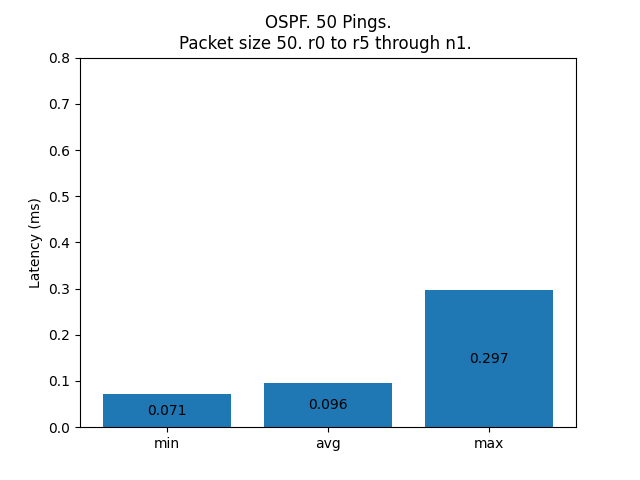 OSPF. 50 Pings.
Packet size 50. r0 to r5 through n1.
0.8
0.7
0.6
0.5
0.4
0.3
0.2
0.1
0.0
Latency (ms)
0.071
0.096
0.297
min
avg
max